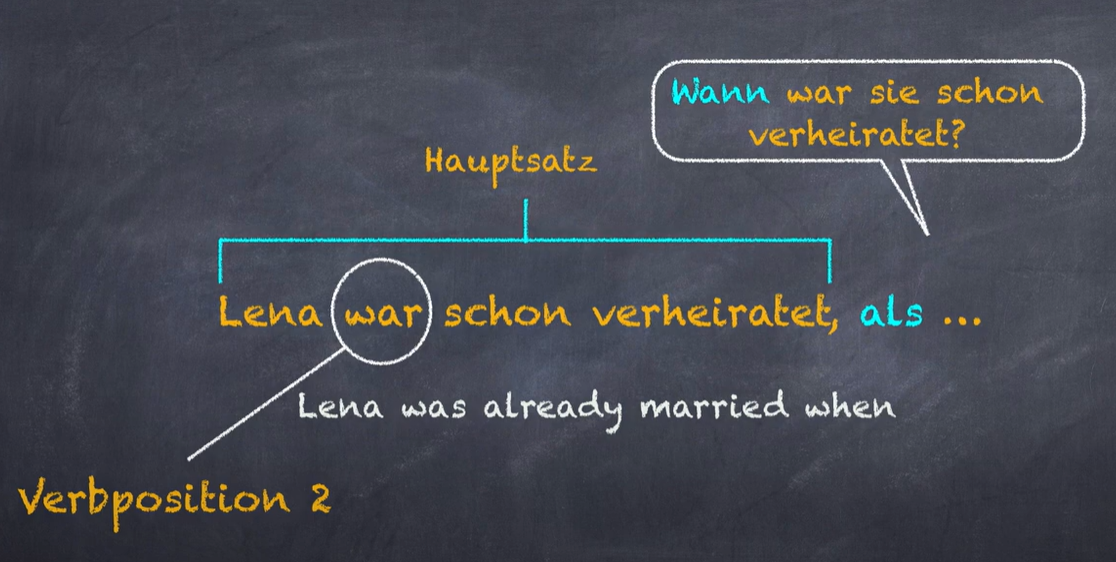 Wann war sie schon
verheiratet?
Hauptsatz
Lena war schon verheiratet, als ...
Lena was already married when
Verbposition 2